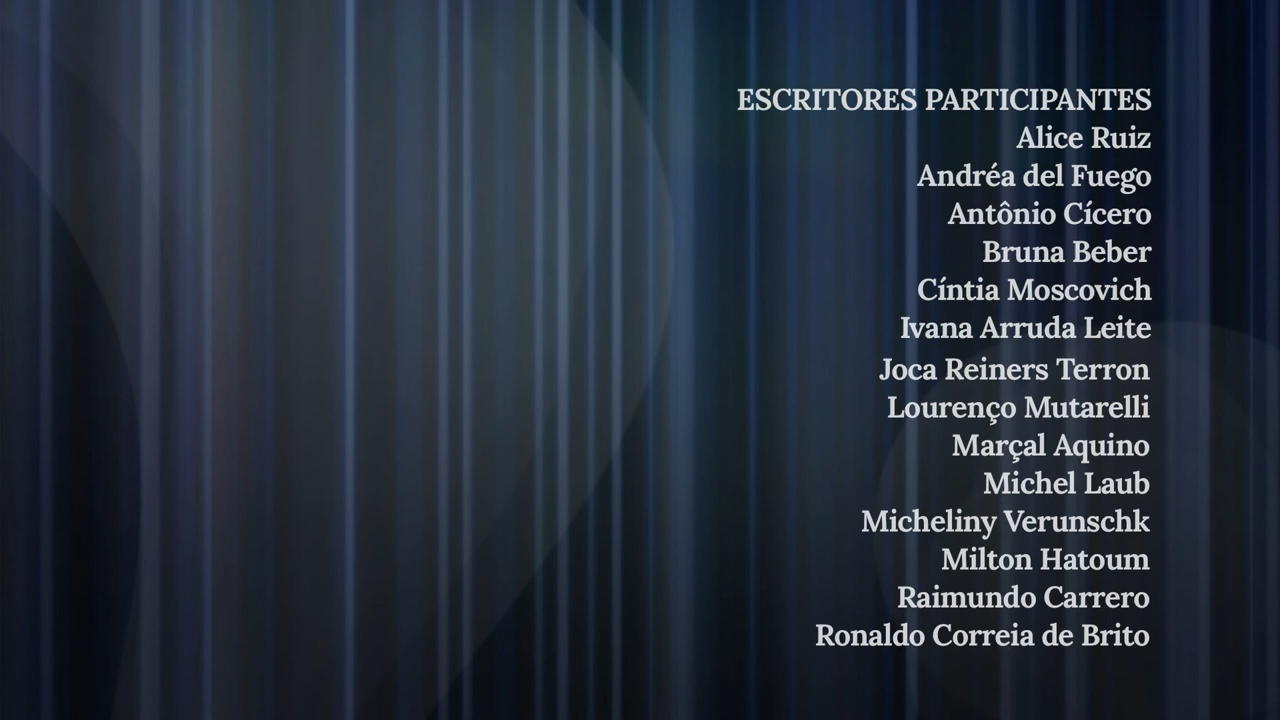 ESCRITORES PARTICIPANTES
Alice Ruiz
Andréa del Fuego
Antônio Cícero
Bruna Beber
Cíntia Moscovich
Ivana Arruda Leite
Joca Reiners Terron
Lourenço Mutarelli
Marçal Aquino
Michel Laub
Micheliny Verunschk
Milton Hatoum
Raimundo Carrero
Ronaldo Correia de Brito